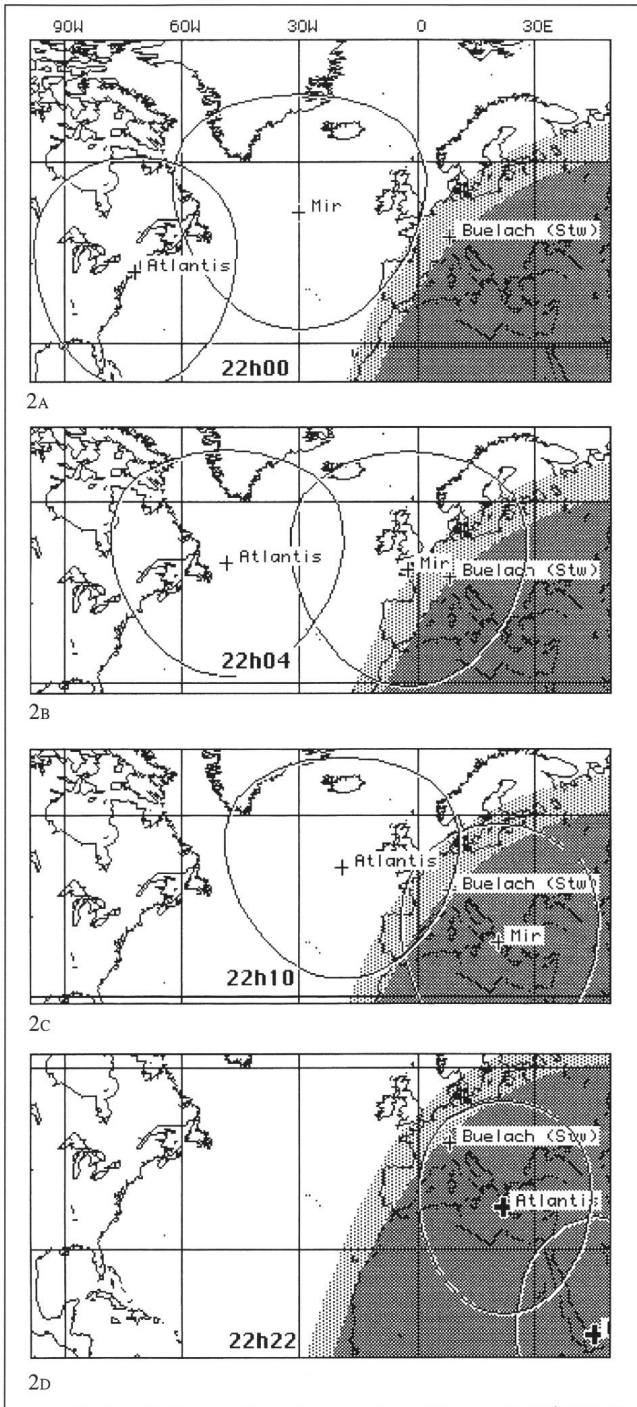 90W 60W 30W 0 30E
Mir
Buelach (Stw)
Atlantis
22h00
2A
Atlantis
Mir
Buelach (Stw)
22h04
2B
Atlantis
Buelach (Stw)
Mir
22h10
2C
Buelach (Stw)
Atlantis
22h22
2D